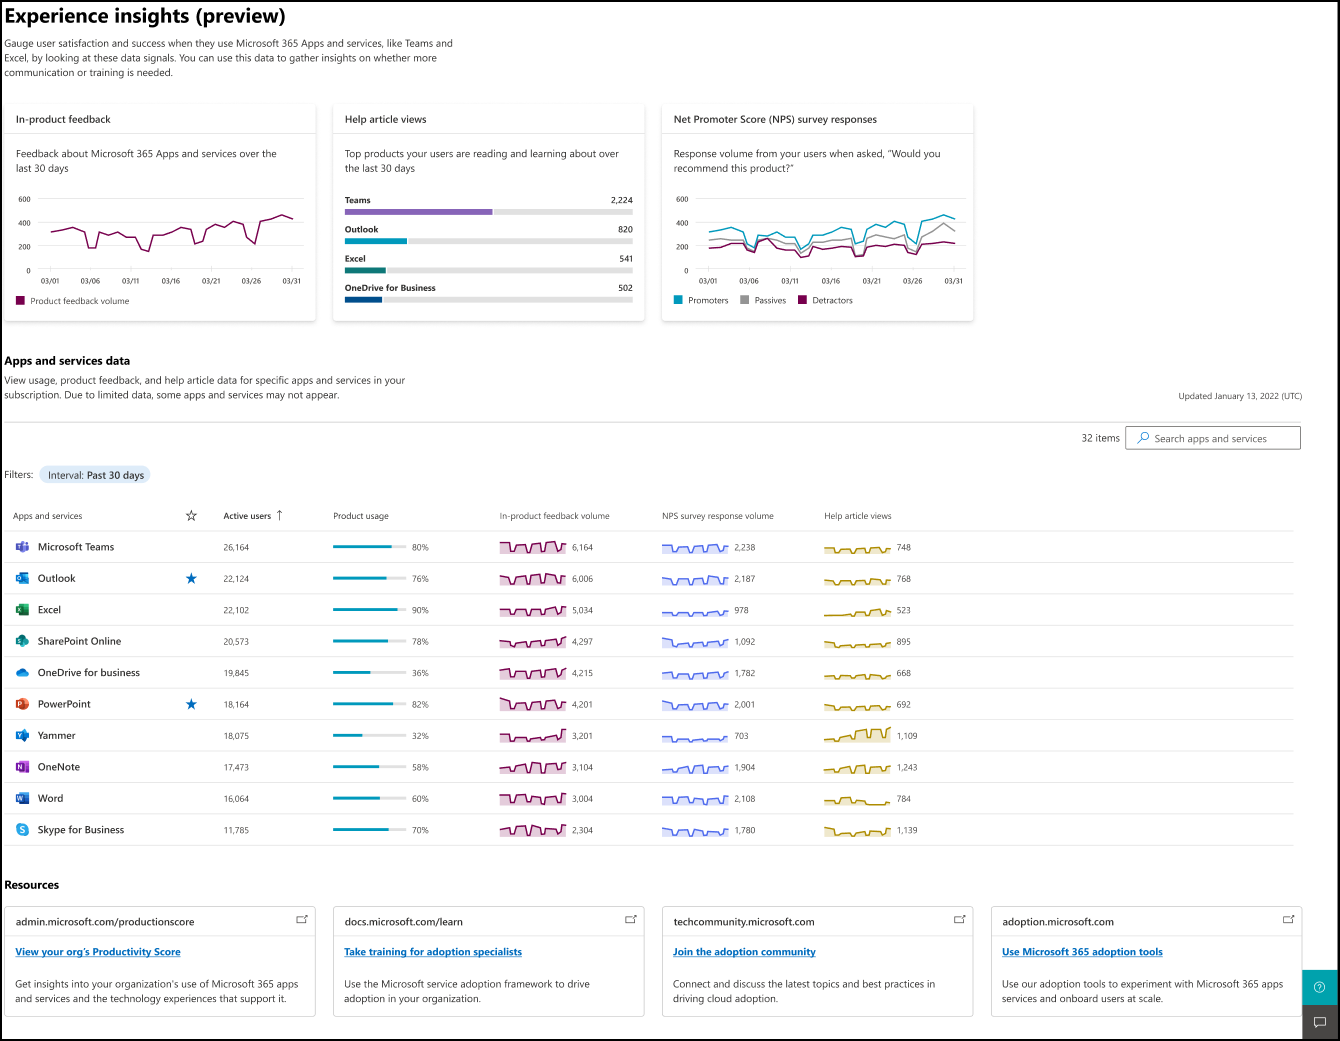 Experience insights (preview)
Gauge user satisfaction and success when they use Microsoft 365 Apps and services, like Teams and
Excel, by looking at these data signals. You can use this data to gather insights on whether more
communication or training is needed.
In-product feedback
Feedback about Microsoft 365 Apps and services over the
last 30 days
600
400
200
0
03/01 03/06 03/11 03/16 03/21 03/26 03/31
Product feedback volume
Help article views
Top products your users are reading and learning about over
the last 30 days
Teams 2,224
Outlook 820
Excel 541
OneDrive for Business 502
Net Promoter Score (NPS) survey responses
Response volume from your users when asked, “Would you
recommend this product?”
600
400
200
0
03/01 03/06 03/11 03/16 03/21 03/26 03/31
Promoters Passives Detractors
Apps and services data
View usage, product feedback, and help article data for specific apps and services in your
subscription. Due to limited data, some apps and services may not appear.
Updated January 13, 2022 (UTC)
32 items Search apps and services
Filters: Interval: Past 30 days
Apps and services Active users ↑ Product usage In-product feedback volume NPS survey response volume Help article views
Microsoft Teams 26,164 80% 6,164 2,238 748
Outlook 22,124 76% 6,006 2,187 768
Excel 22,102 90% 5,034 978 523
SharePoint Online 20,573 78% 4,297 1,092 895
OneDrive for business 19,845 36% 4,215 1,782 668
PowerPoint 18,164 82% 4,201 2,001 692
Yammer 18,075 32% 3,201 703 1,109
OneNote 17,473 58% 3,104 1,904 1,243
Word 16,064 60% 3,004 2,108 784
Skype for Business 11,785 70% 2,304 1,780 1,139
Resources
admin.microsoft.com/productionscore
View your org's Productivity Score
Get insights into your organization's use of Microsoft 365 apps
and services and the technology experiences that support it.
docs.microsoft.com/learn
Take training for adoption specialists
Use the Microsoft service adoption framework to drive
adoption in your organization.
techcommunity.microsoft.com
Join the adoption community
Connect and discuss the latest topics and best practices in
driving cloud adoption.
adoption.microsoft.com
Use Microsoft 365 adoption tools
Use our adoption tools to experiment with Microsoft 365 apps
services and onboard users at scale.